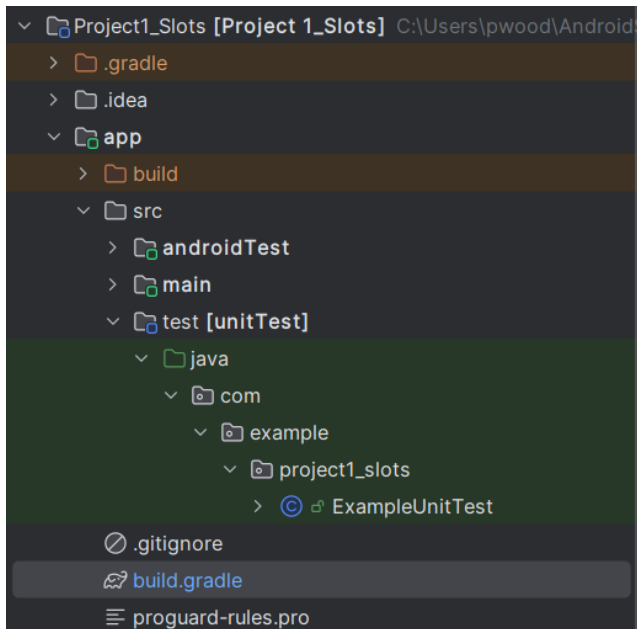 Project1_Slots [Project 1_Slots] C:\Users\pwood\Android
.gradle
.idea
app
build
src
androidTest
main
test [unitTest]
java
com
example
project1_slots
ExampleUnitTest
.gitignore
build.gradle
proguard-rules.pro